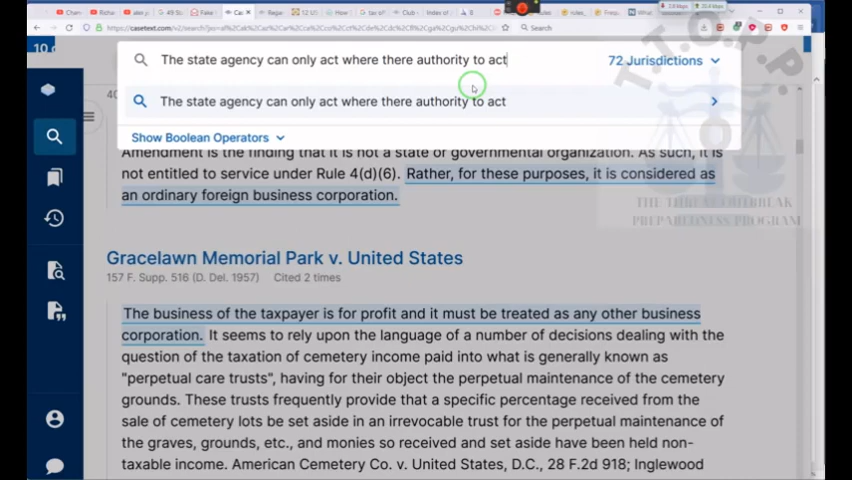 https://casetext.com
Search
The state agency can only act where there authority to act
72 Jurisdictions
The state agency can only act where there authority to act
Show Boolean Operators
Amendment is the finding that it is not a state or governmental organization. As such, it is
not entitled to service under Rule 4(d)(6). Rather, for these purposes, it is considered as
an ordinary foreign business corporation.
T.T.O.P.P.
PREPAREDNESS PROGRAM
Gracelawn Memorial Park v. United States
157 F. Supp. 516 (D. Del. 1957) Cited 2 times
The business of the taxpayer is for profit and it must be treated as any other business
corporation. It seems to rely upon the language of a number of decisions dealing with the
question of the taxation of cemetery income paid into what is generally known as
"perpetual care trusts", having for their object the perpetual maintenance of the cemetery
grounds. These trusts frequently provide that a specific percentage received from the
sale of cemetery lots be set aside in an irrevocable trust for the perpetual maintenance of
the graves, grounds, etc., and monies so received and set aside have been held non-
taxable income. American Cemetery Co. v. United States, D.C., 28 F.2d 918; Inglewood